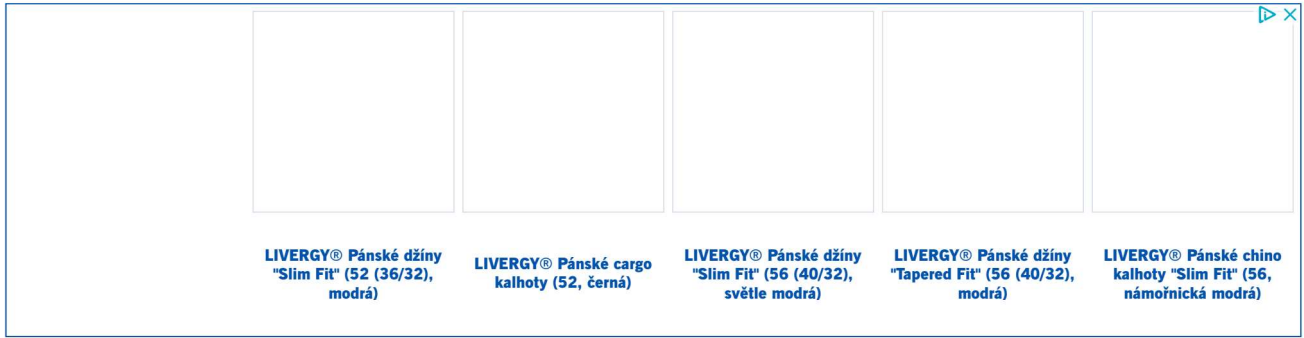 LIVERGY® Pánské džíny
"Slim Fit" (52 (36/32),
modrá)
LIVERGY® Pánské cargo
kalhoty (52, černá)
LIVERGY® Pánské džíny
"Slim Fit" (56 (40/32),
světle modrá)
LIVERGY® Pánské džíny
"Tapered Fit" (56 (40/32),
modrá)
LIVERGY® Pánské chino
kalhoty "Slim Fit" (56,
námořnická modrá)